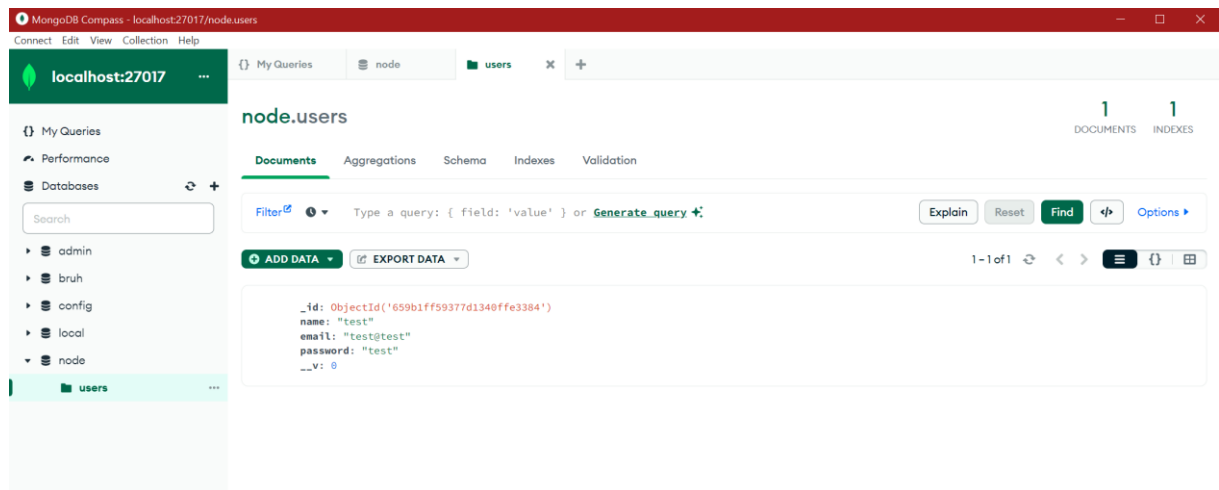 MongoDB Compass - localhost:27017/node.users
Connect Edit View Collection Help
localhost:27017 ...
{} My Queries
Performance
Databases
Search
admin
bruh
config
local
node
users ...
{} My Queries node users
node.users
1 DOCUMENTS 1 INDEXES
Documents Aggregations Schema Indexes Validation
Filter Type a query: { field: 'value' } or Generate query Explain Reset Find </> Options
ADD DATA EXPORT DATA 1–1 of 1 {}
_id: ObjectId('659b1ff59377d1340ffe3384')
name: "test"
email: "test@test"
password: "test"
__v: 0